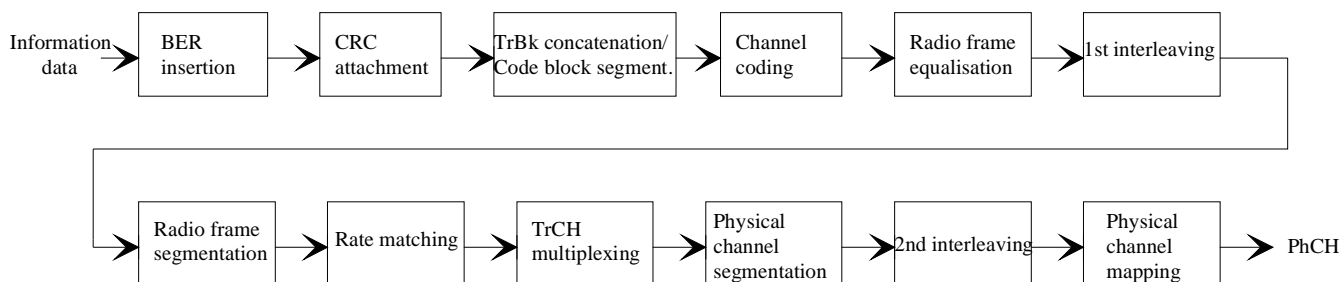 Information
data
BER
insertion
CRC
attachment
TrBk concatenation/
Code block segment.
Channel
coding
Radio frame
equalisation
1st interleaving
Radio frame
segmentation
Rate matching
TrCH
multiplexing
Physical
channel
segmentation
2nd interleaving
Physical
channel
mapping
PhCH